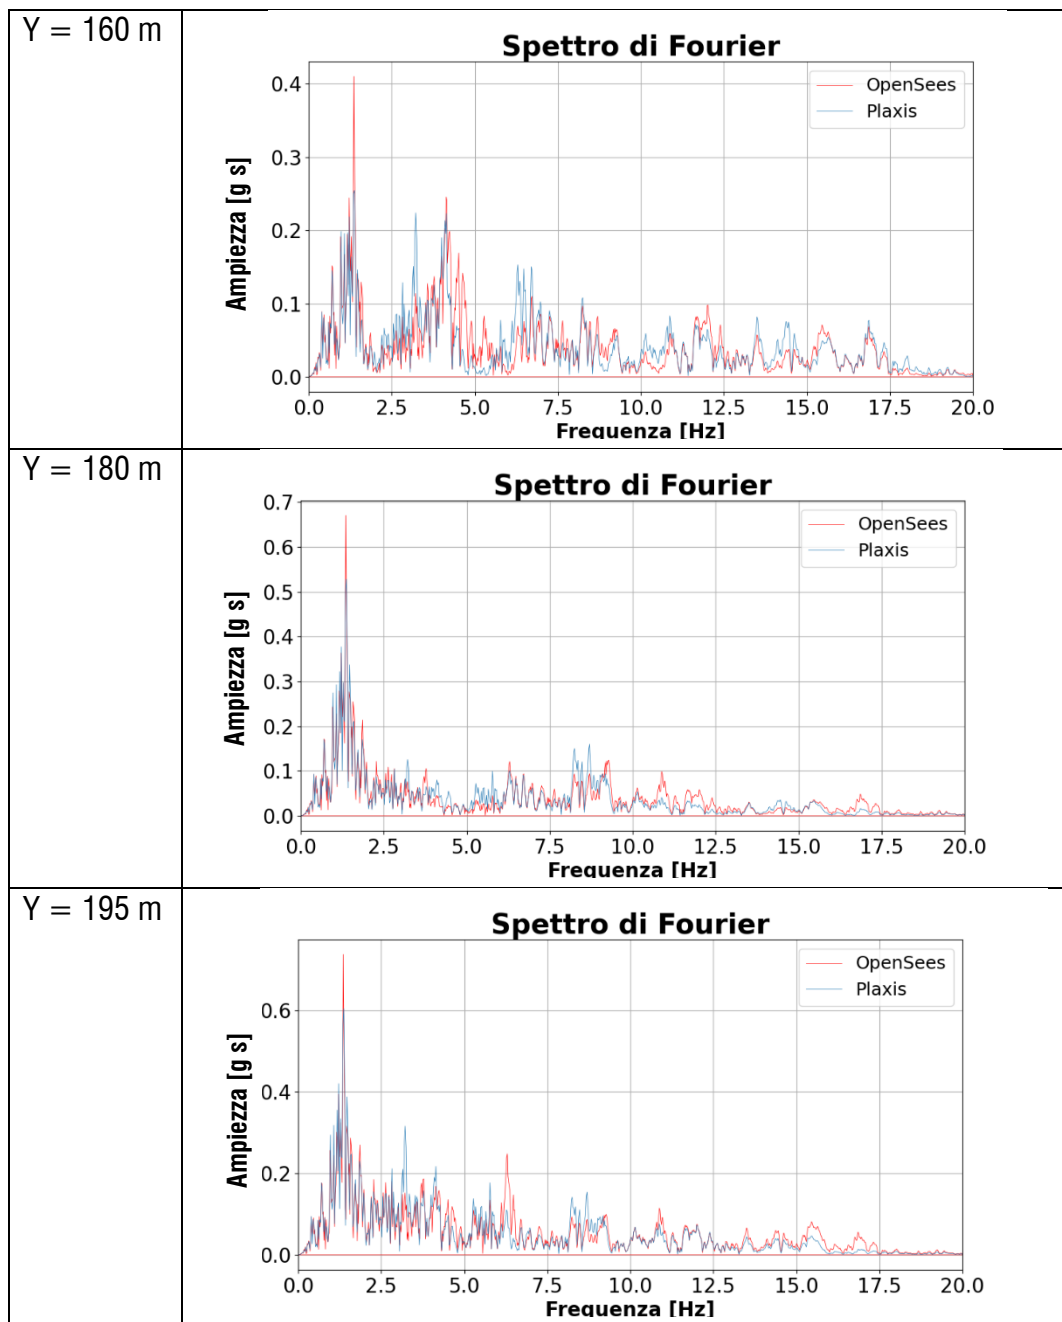 Y = 160 m
Spettro di Fourier
OpenSees
Plaxis
Ampiezza [g s]
0.4
0.3
0.2
0.1
0.0
0.0 2.5 5.0 7.5 10.0 12.5 15.0 17.5 20.0
Frequenza [Hz]
Y = 180 m
Spettro di Fourier
OpenSees
Plaxis
Ampiezza [g s]
0.7
0.6
0.5
0.4
0.3
0.2
0.1
0.0
0.0 2.5 5.0 7.5 10.0 12.5 15.0 17.5 20.0
Frequenza [Hz]
Y = 195 m
Spettro di Fourier
OpenSees
Plaxis
Ampiezza [g s]
0.6
0.4
0.2
0.0
0.0 2.5 5.0 7.5 10.0 12.5 15.0 17.5 20.0
Frequenza [Hz]